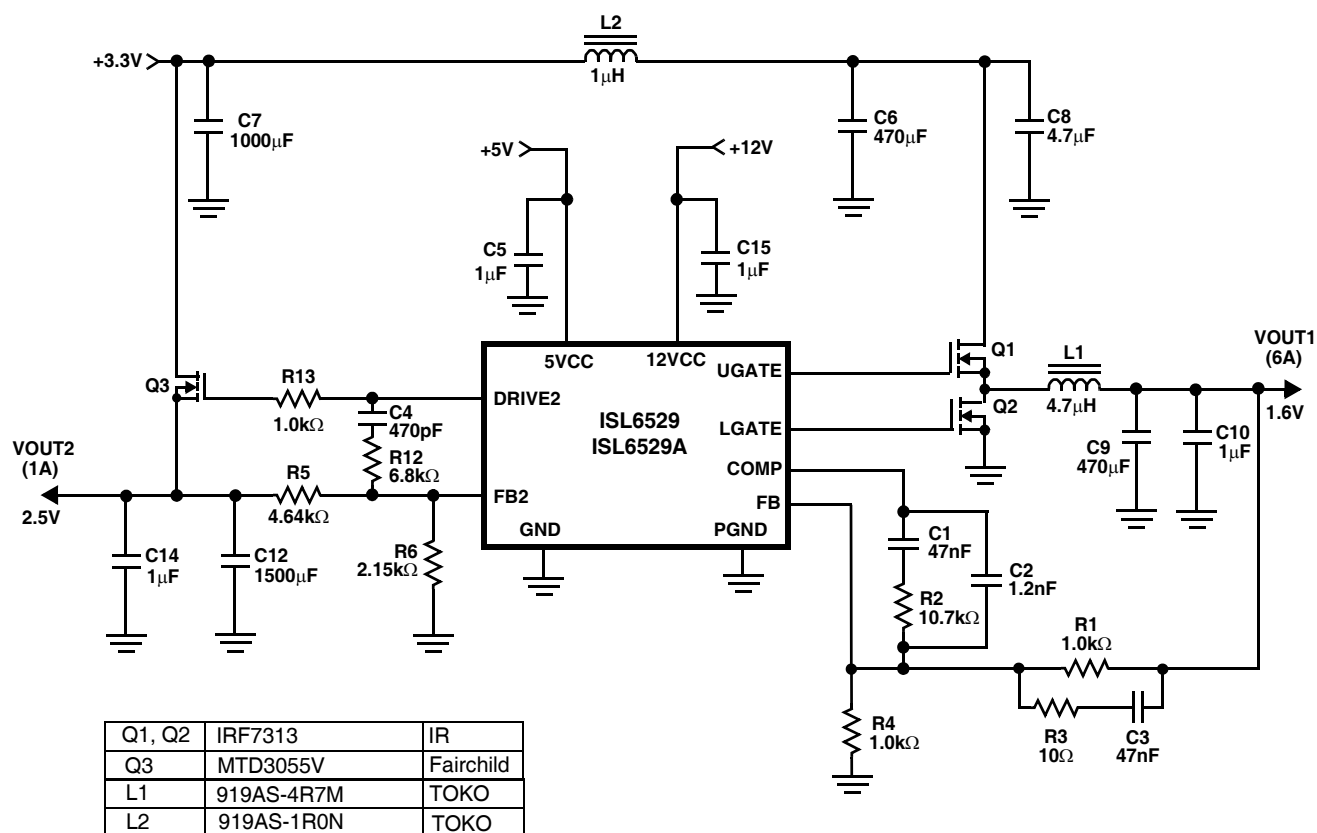 L2
+3.3V
1μH
C7
1000μF
C6
470μF
C8
4.7μF
+5V
+12V
C5
1μF
C15
1μF
5VCC
12VCC
UGATE
Q1
L1
4.7μH
VOUT1
(6A)
1.6V
Q3
R13
1.0kΩ
DRIVE2
ISL6529
ISL6529A
LGATE
Q2
C4
470pF
R12
6.8kΩ
C9
470μF
C10
1μF
VOUT2
(1A)
2.5V
R5
4.64kΩ
FB2
COMP
FB
GND
PGND
C14
1μF
C12
1500μF
R6
2.15kΩ
C1
47nF
C2
1.2nF
R2
10.7kΩ
R1
1.0kΩ
R4
1.0kΩ
R3
10Ω
C3
47nF
Q1, Q2 IRF7313 IR
Q3 MTD3055V Fairchild
L1 919AS-4R7M TOKO
L2 919AS-1R0N TOKO